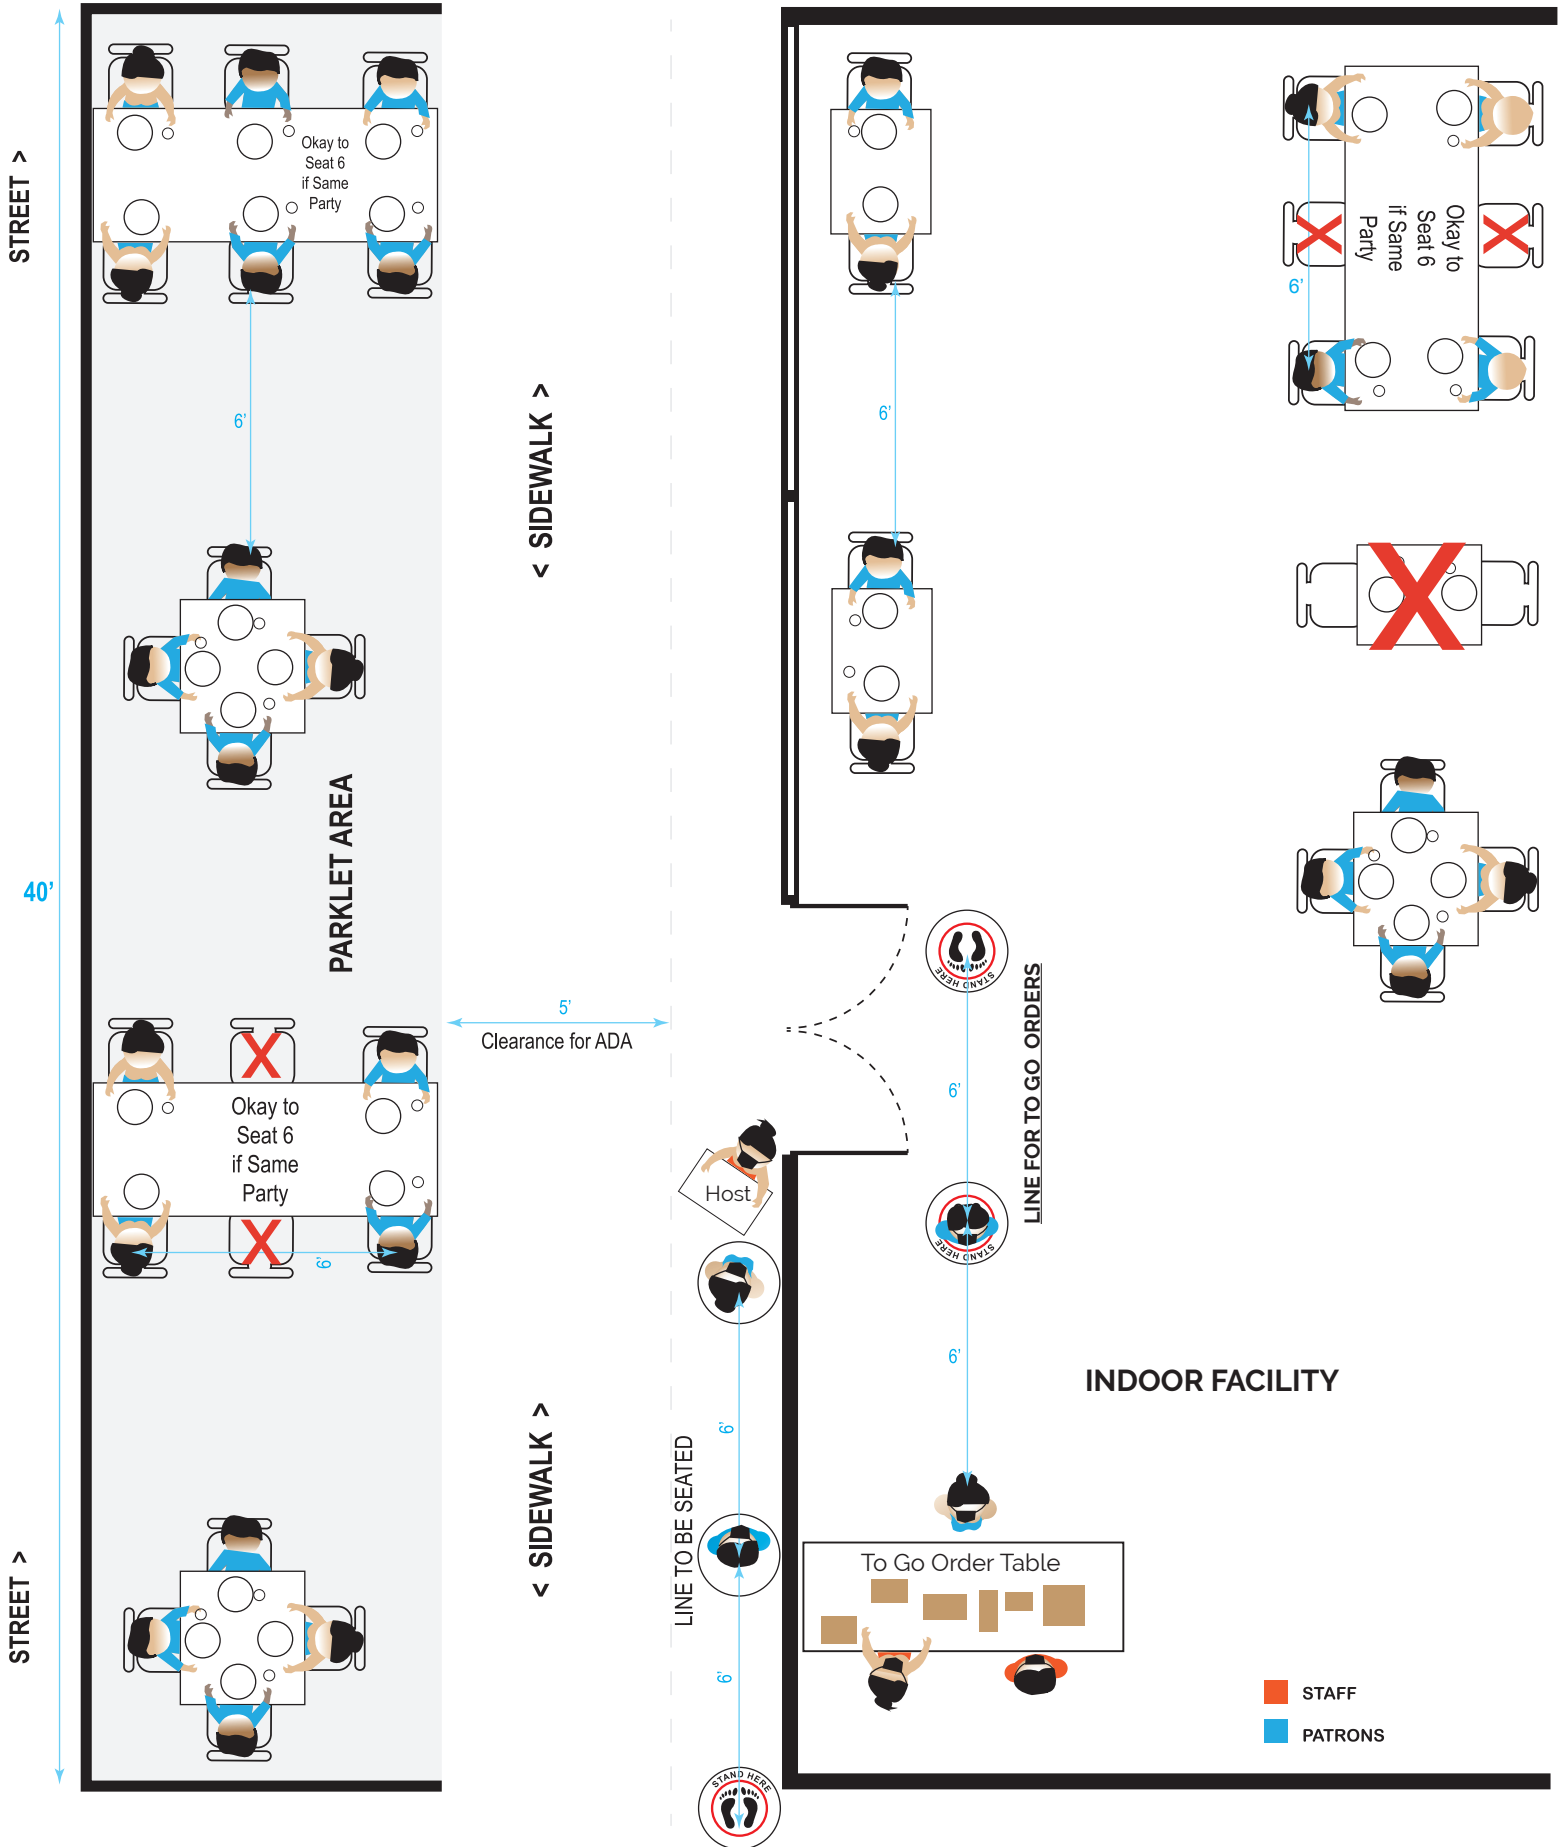 STREET >
Okay to
Seat 6
if Same
Party
6'
< SIDEWALK >
40'
PARKLET AREA
5'
Clearance for ADA
Okay to
Seat 6
if Same
Party
6'
STREET >
< SIDEWALK >
Host
LINE TO BE SEATED
6'
6'
STAND HERE
6'
Okay to
Seat 6
if Same
Party
6'
STAND HERE
6'
LINE FOR TO GO ORDERS
STAND HERE
6'
INDOOR FACILITY
To Go Order Table
STAFF
PATRONS